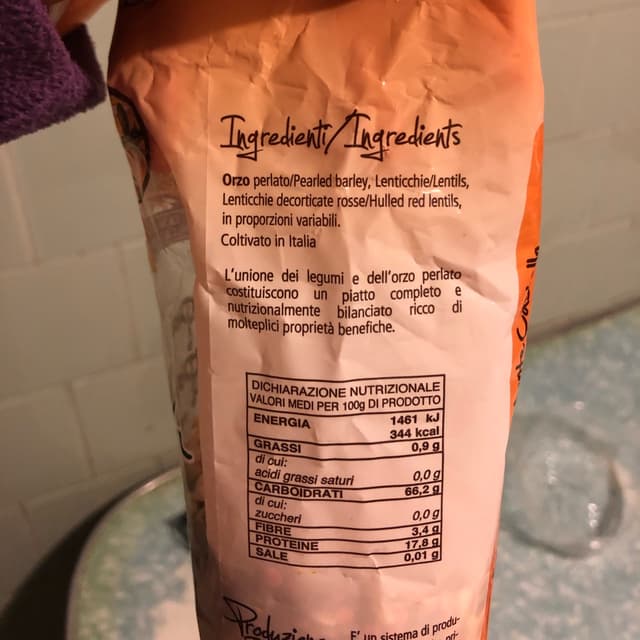 Ingredienti/Ingredients
Orzo perlato/Pearled barley, Lenticchie/Lentils,
Lenticchie decorticate rosse/Hulled red lentils,
in proporzioni variabili.
Coltivato in Italia
L'unione dei legumi e dell'orzo perlato
costituiscono un piatto completo e
nutrizionalmente bilanciato ricco di
molteplici proprietà benefiche.
DICHIARAZIONE NUTRIZIONALE
VALORI MEDI PER 100g DI PRODOTTO
ENERGIA 1461 kJ
344 kcal
GRASSI 0,9 g
di cui:
acidi grassi saturi 0,0 g
CARBOIDRATI 66,2 g
di cui:
zuccheri 0,0 g
FIBRE 3,4 g
PROTEINE 17,8 g
SALE 0,01 g
E' un sistema di produ-